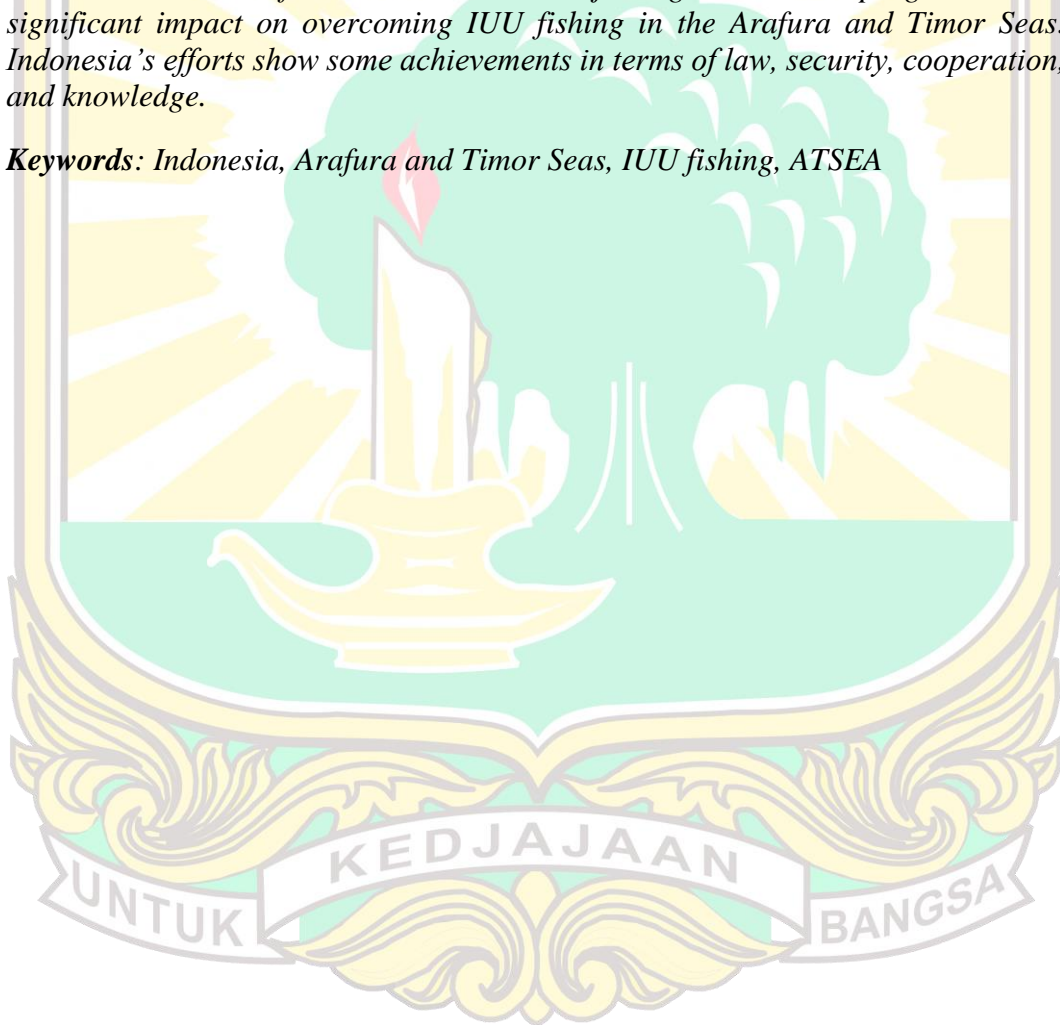 significant impact on overcoming IUU fishing in the Arafura and Timor Seas.
Indonesia's efforts show some achievements in terms of law, security, cooperation,
and knowledge.
Keywords: Indonesia, Arafura and Timor Seas, IUU fishing, ATSEA
UNTUK KEDJAJAAN BANGSA